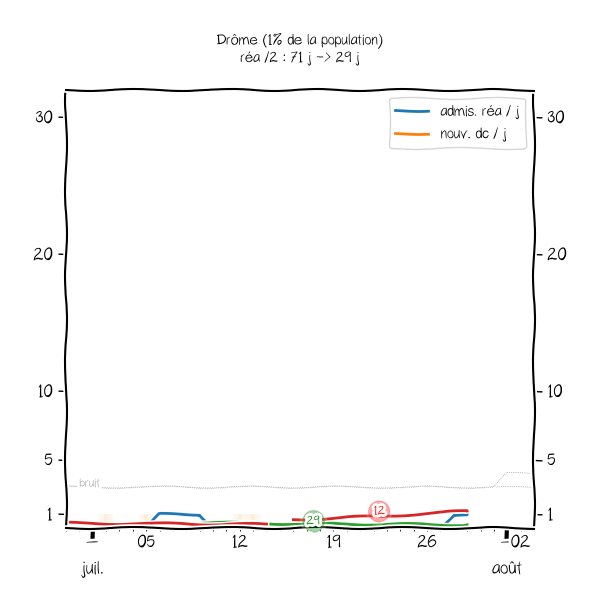 Drôme (1% de la population)
réa /2 : 71 j -> 29 j
admis. réa / j
nouv. dc / j
30
30
20
20
10
10
5
5
bruit
1
1
29
12
05
12
19
26
02
juil.
août